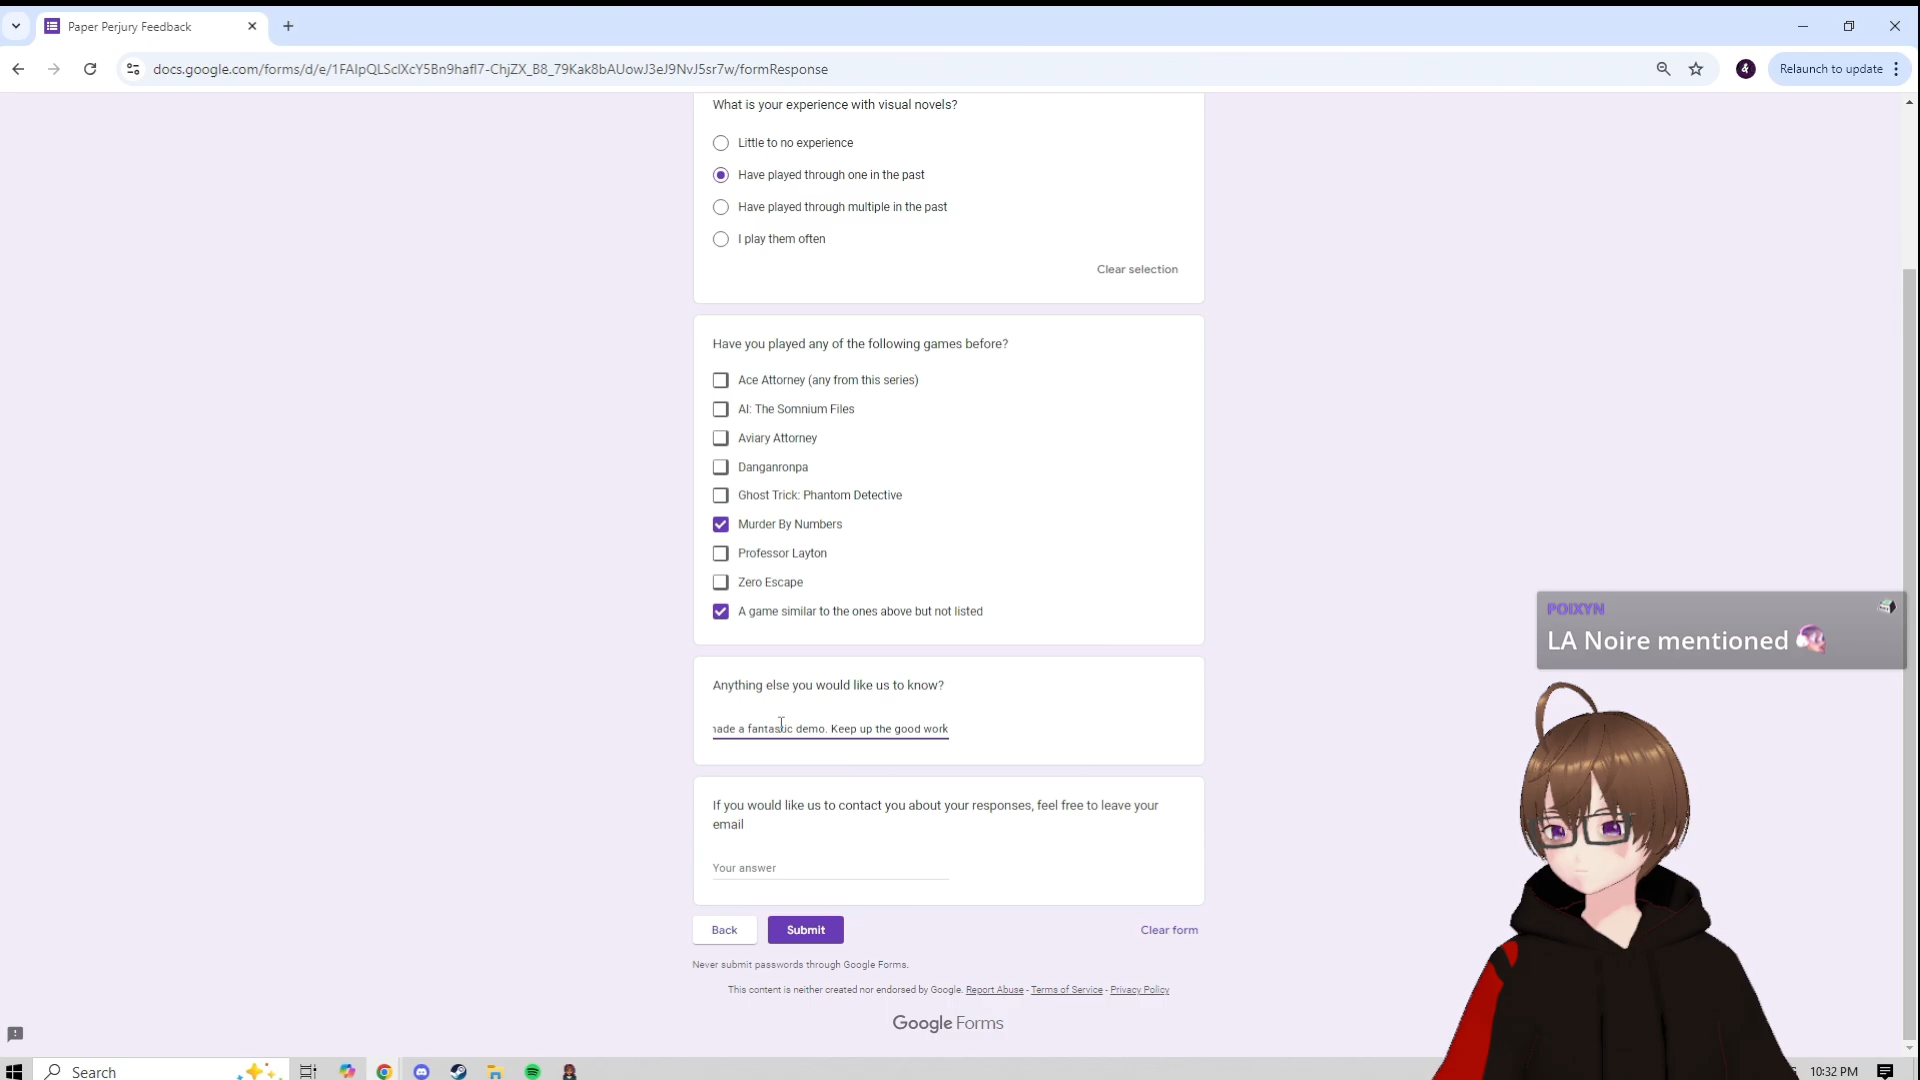 Paper Perjury Feedback
docs.google.com/forms/d/e/1FAIpQLSclXcY5Bn9hafl7-ChjZX_B8_79Kak8bAUowJ3eJ9NvJ5sr7w/formResponse
Relaunch to update
What is your experience with visual novels?
Little to no experience
Have played through one in the past
Have played through multiple in the past
I play them often
Clear selection
Have you played any of the following games before?
Ace Attorney (any from this series)
AI: The Somnium Files
Aviary Attorney
Danganronpa
Ghost Trick: Phantom Detective
Murder By Numbers
Professor Layton
Zero Escape
A game similar to the ones above but not listed
POIXYN
LA Noire mentioned
Anything else you would like us to know?
made a fantastic demo. Keep up the good work
If you would like us to contact you about your responses, feel free to leave your
email
Your answer
Back
Submit
Clear form
Never submit passwords through Google Forms.
This content is neither created nor endorsed by Google. Report Abuse - Terms of Service - Privacy Policy
Google Forms
Search
10:32 PM